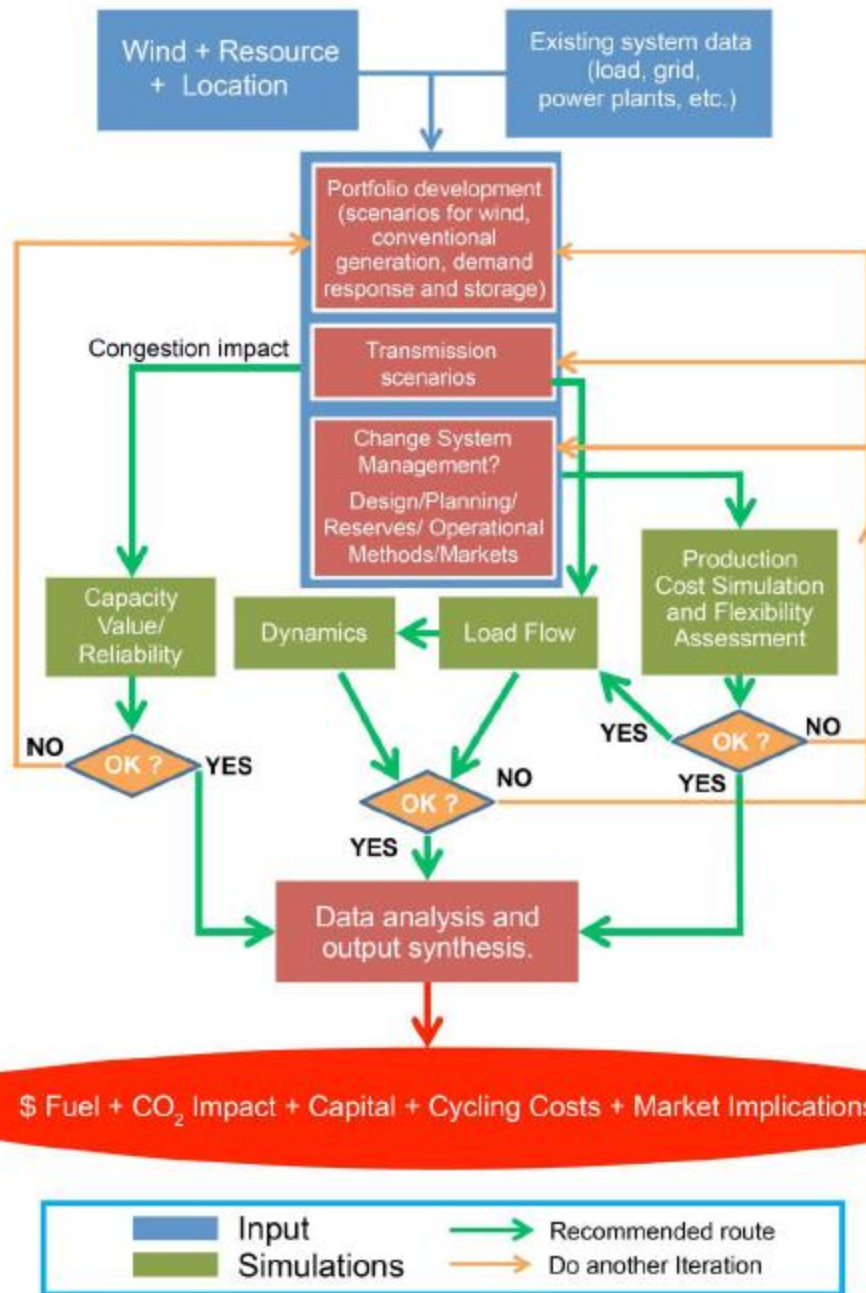 Wind + Resource
+ Location
Existing system data
(load, grid,
power plants, etc.)
Portfolio development
(scenarios for wind,
conventional
generation, demand
response and storage)
Congestion impact
Transmission
scenarios
Change System
Management?
Design/Planning/
Reserves/ Operational
Methods/Markets
Capacity
Value/
Reliability
Dynamics
Load Flow
Production
Cost Simulation
and Flexibility
Assessment
NO
OK ?
YES
OK ?
NO
YES
YES
OK ?
NO
YES
Data analysis and
output synthesis.
$ Fuel + CO₂ Impact + Capital + Cycling Costs + Market Implications
Input
Simulations
Recommended route
Do another Iteration